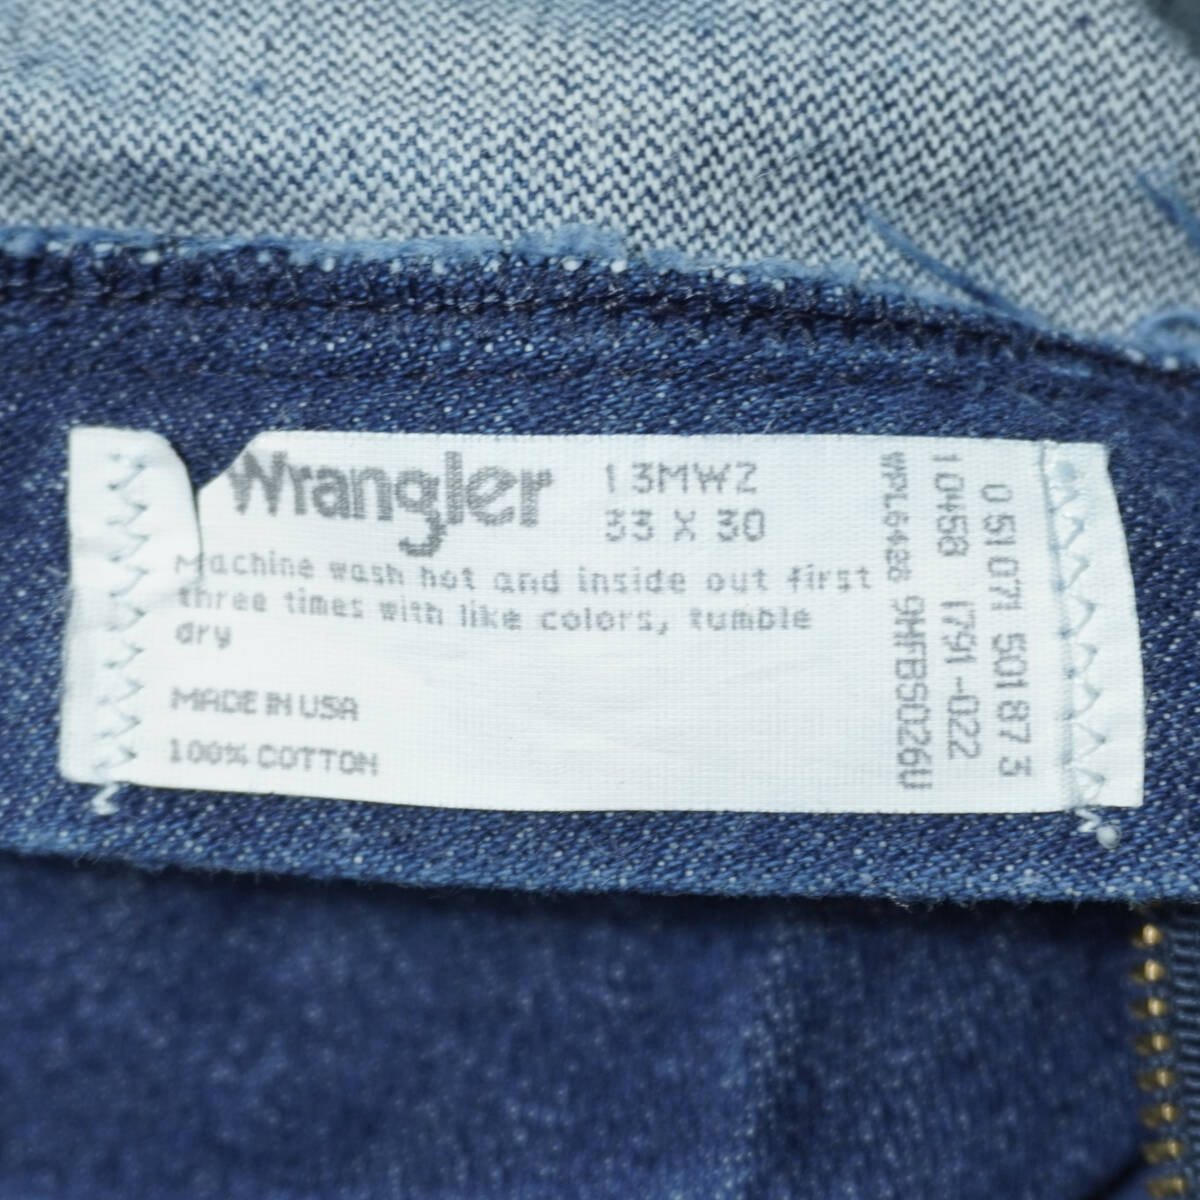 Wrangler 13MWZ
33 X 30
Machine wash hot and inside out first
three times with like colors, tumble
dry
MADE IN USA
100% COTTON
0 51071 50187 3
10458 1791-022
WPL6426 9MFBS026U